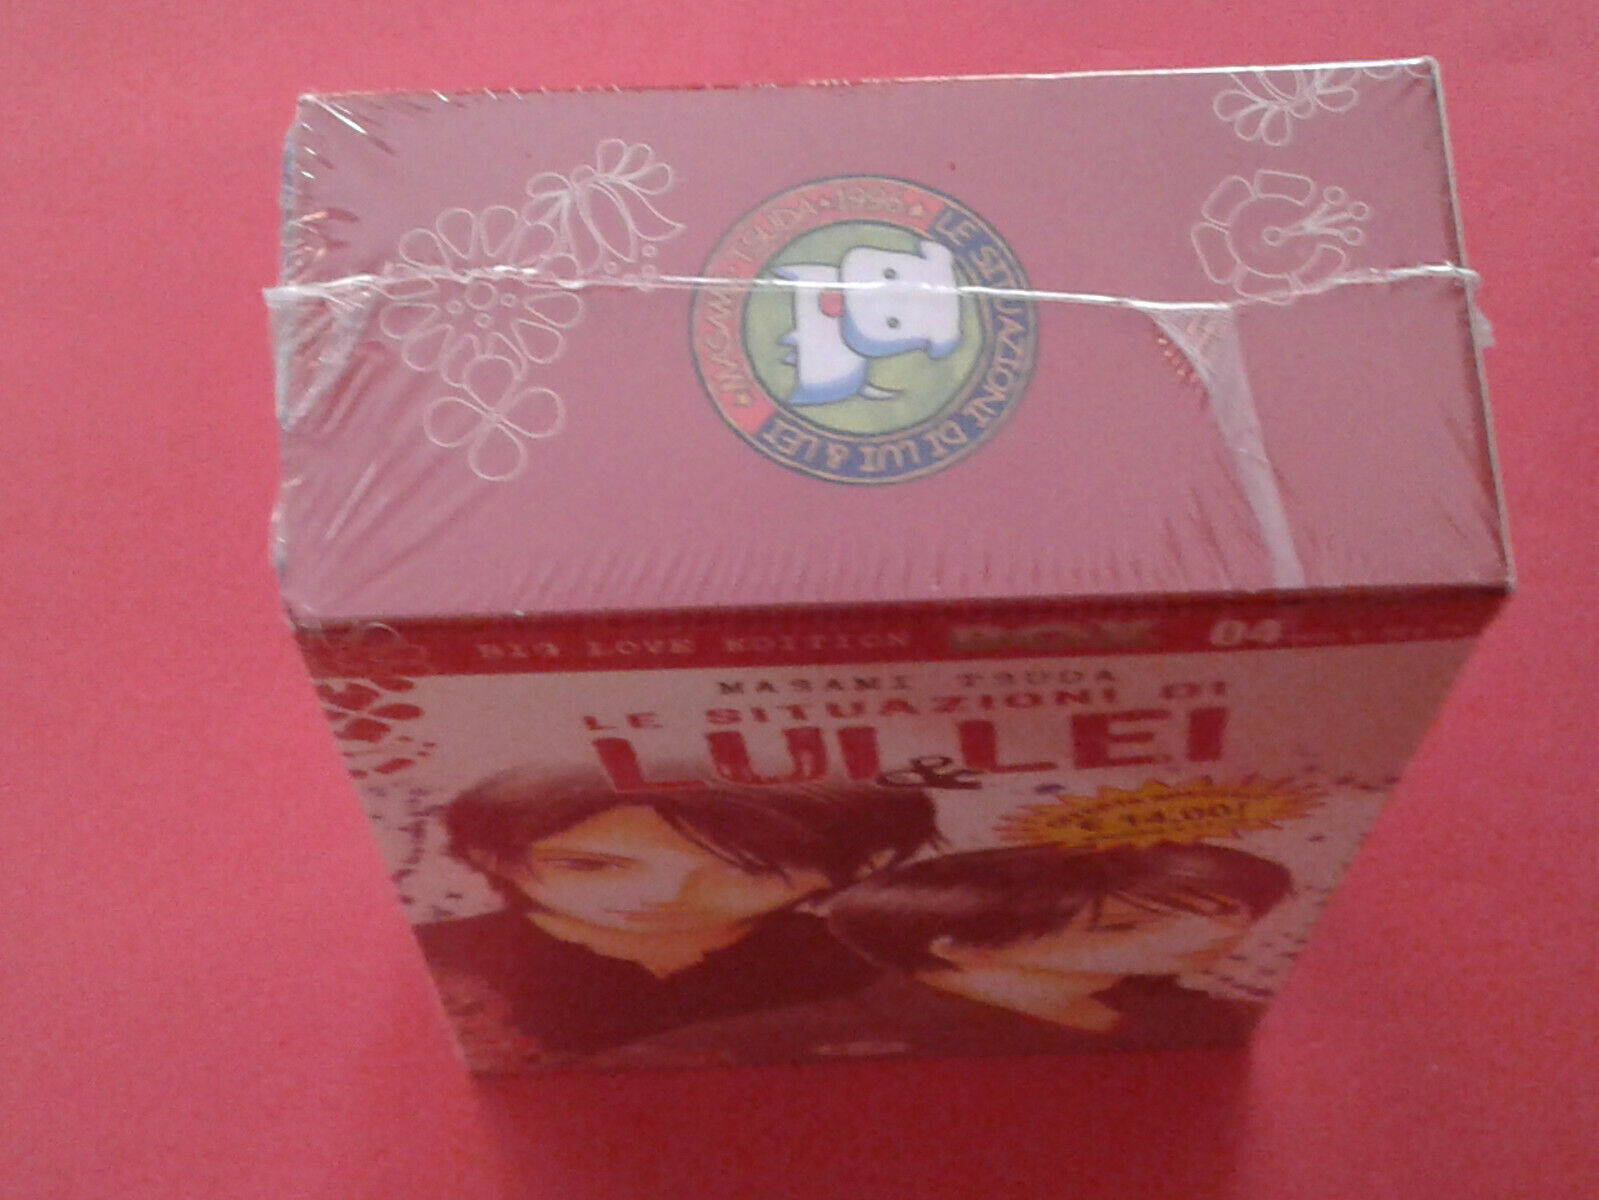 MASAMI TSUDA • 1996 ★ LE SITUAZIONI DI LUI & LEI ★
BIG LOVE EDITION 04
MASAMI TSUDA
LE SITUAZIONI DI
LUI & LEI
€ 14,00!